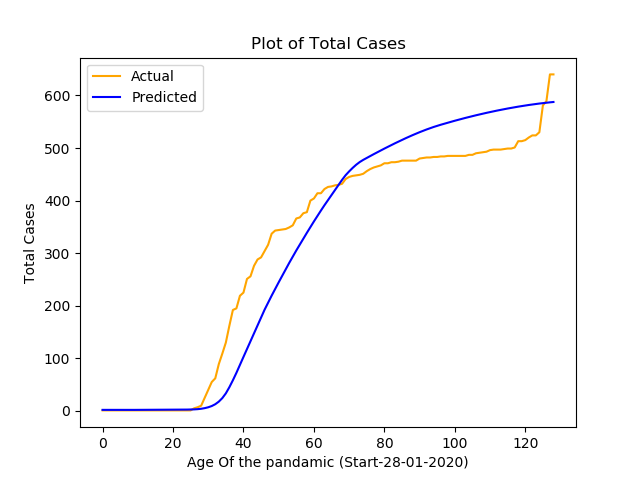 Plot of Total Cases
Actual
Predicted
Total Cases
600
500
400
300
200
100
0
0 20 40 60 80 100 120
Age Of the pandamic (Start-28-01-2020)